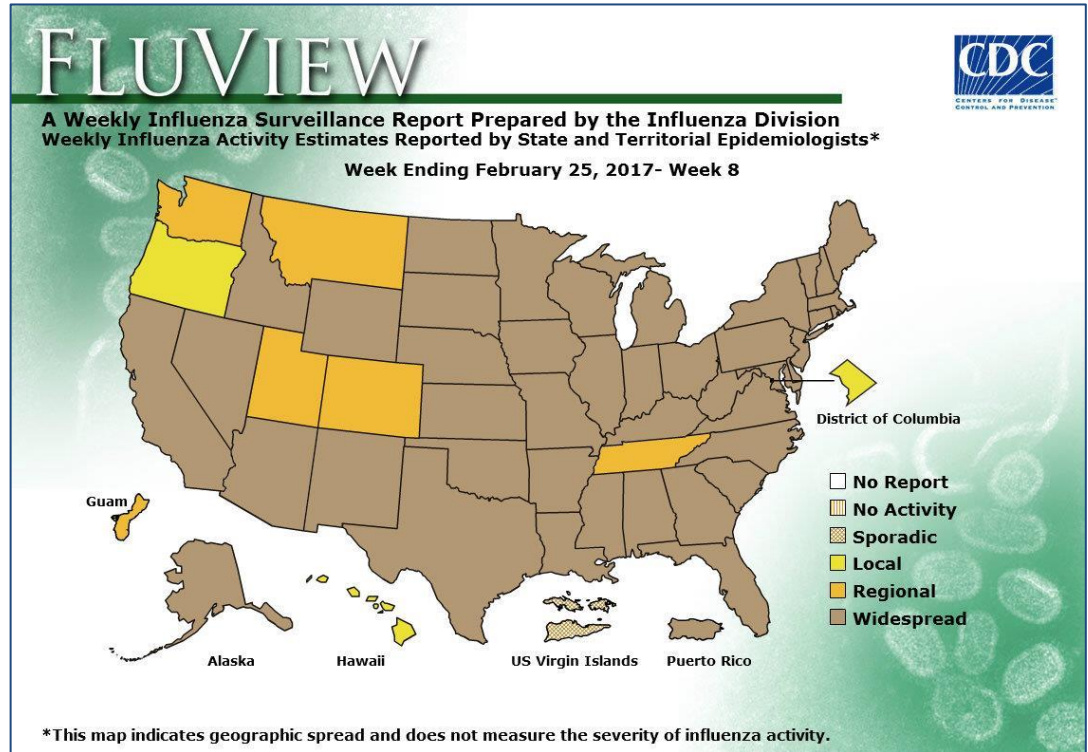 FLUVIEW
CDC
CENTERS FOR DISEASE
CONTROL AND PREVENTION
A Weekly Influenza Surveillance Report Prepared by the Influenza Division
Weekly Influenza Activity Estimates Reported by State and Territorial Epidemiologists*
Week Ending February 25, 2017- Week 8
District of Columbia
No Report
No Activity
Sporadic
Local
Regional
Widespread
Guam
Alaska
Hawaii
US Virgin Islands
Puerto Rico
*This map indicates geographic spread and does not measure the severity of influenza activity.